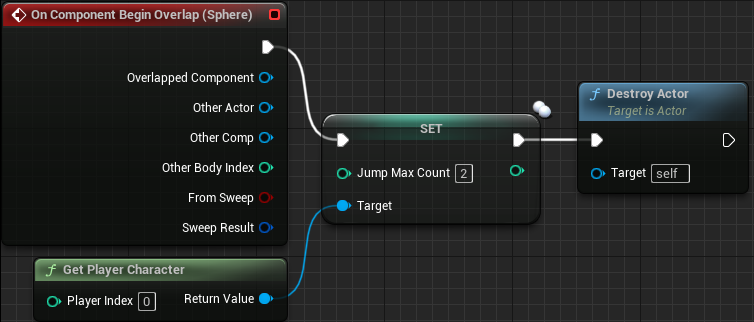 On Component Begin Overlap (Sphere)
Overlapped Component
Other Actor
Other Comp
Other Body Index
From Sweep
Sweep Result
f Get Player Character
Player Index 0 Return Value
SET
Jump Max Count 2
Target
f Destroy Actor
Target is Actor
Target self